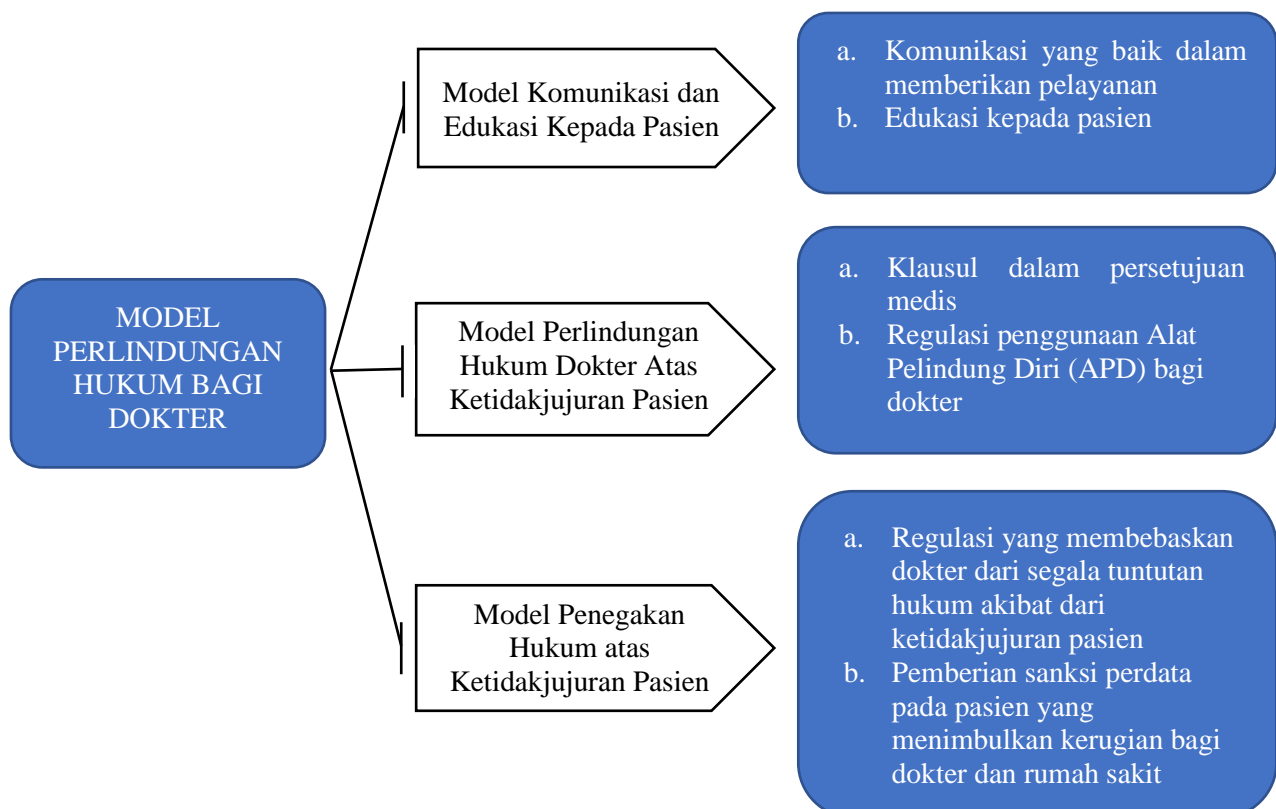 MODEL
PERLINDUNGAN
HUKUM BAGI
DOKTER
Model Komunikasi dan
Edukasi Kepada Pasien
a. Komunikasi yang baik dalam
memberikan pelayanan
b. Edukasi kepada pasien
Model Perlindungan
Hukum Dokter Atas
Ketidakjujuran Pasien
a. Klausul dalam persetujuan
medis
b. Regulasi penggunaan Alat
Pelindung Diri (APD) bagi
dokter
Model Penegakan
Hukum atas
Ketidakjujuran Pasien
a. Regulasi yang membebaskan
dokter dari segala tuntutan
hukum akibat dari
ketidakjujuran pasien
b. Pemberian sanksi perdata
pada pasien yang
menimbulkan kerugian bagi
dokter dan rumah sakit